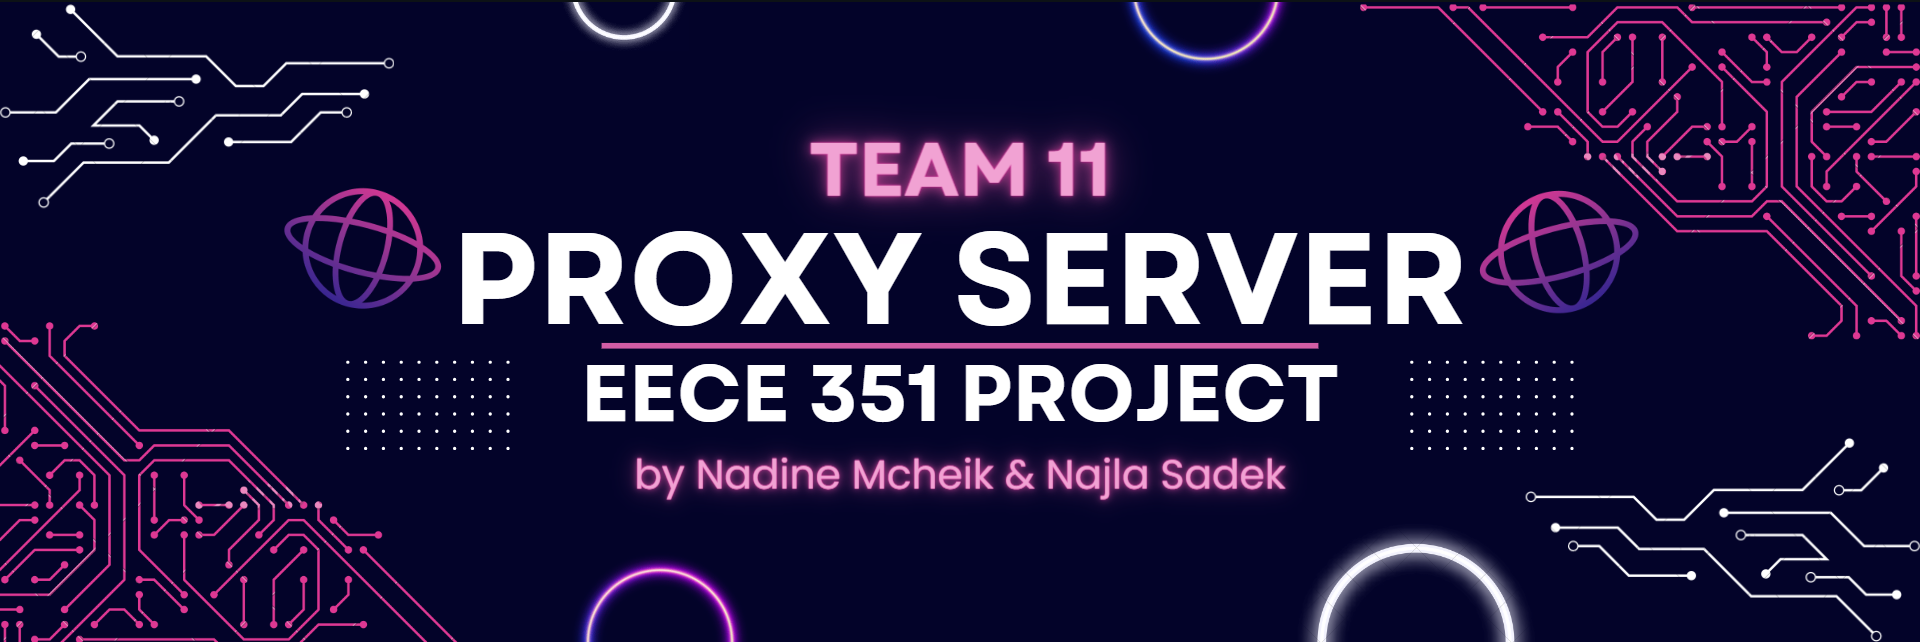 TEAM 11
PROXY SERVER
EECE 351 PROJECT
by Nadine Mcheik & Najla Sadek